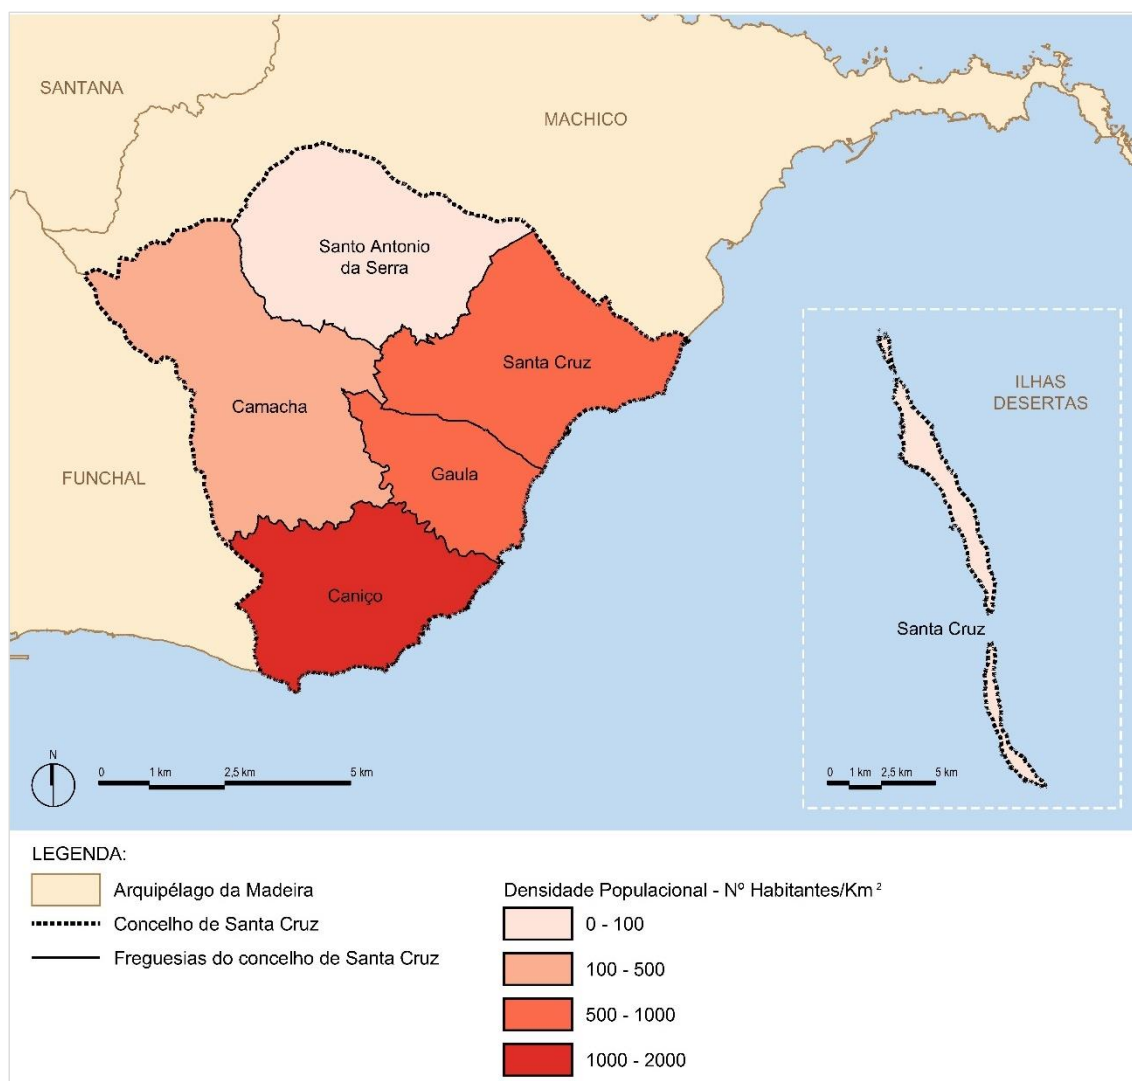 SANTANA
MACHICO
Santo Antonio
da Serra
Santa Cruz
ILHAS
DESERTAS
Camacha
FUNCHAL
Gaula
Caniço
Santa Cruz
N
0 1 km 2,5 km 5 km
0 1 km 2,5 km 5 km
LEGENDA:
Arquipélago da Madeira
Concelho de Santa Cruz
Freguesias do concelho de Santa Cruz
Densidade Populacional - Nº Habitantes/Km²
0 - 100
100 - 500
500 - 1000
1000 - 2000